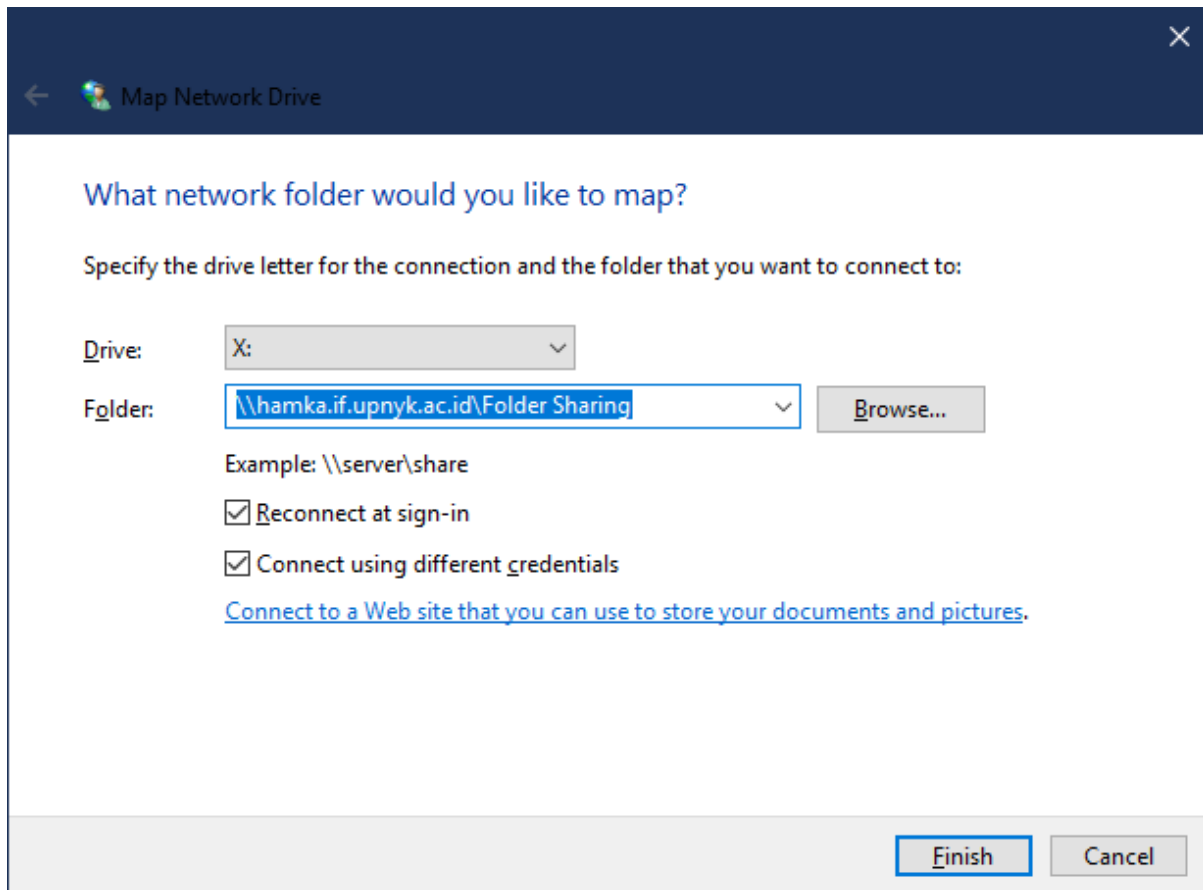 Map Network Drive
What network folder would you like to map?
Specify the drive letter for the connection and the folder that you want to connect to:
Drive: X:
Folder: \\hamka.if.upnyk.ac.id\Folder Sharing Browse...
Example: \\server\share
Reconnect at sign-in
Connect using different credentials
Connect to a Web site that you can use to store your documents and pictures.
Finish Cancel